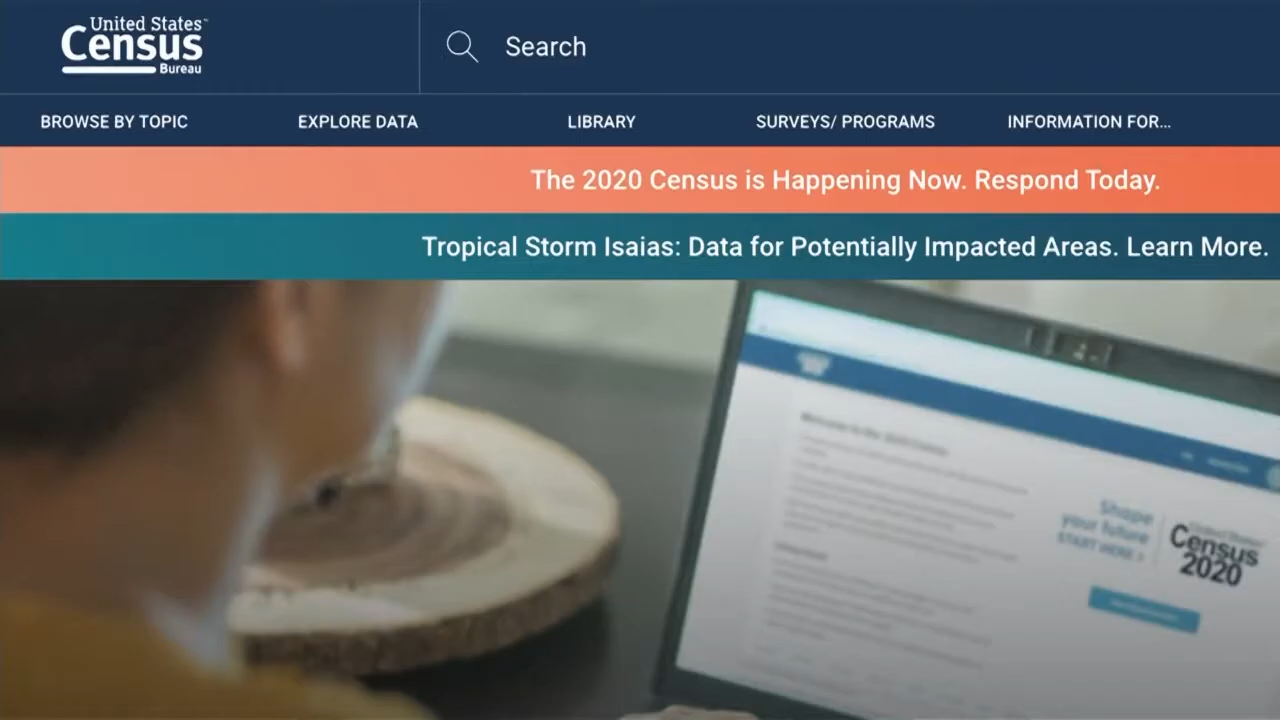 United States™
Census
Bureau
Search
BROWSE BY TOPIC
EXPLORE DATA
LIBRARY
SURVEYS/ PROGRAMS
INFORMATION FOR...
The 2020 Census is Happening Now. Respond Today.
Tropical Storm Isaias: Data for Potentially Impacted Areas. Learn More.
Shape
your future
START HERE >
United States
Census
2020